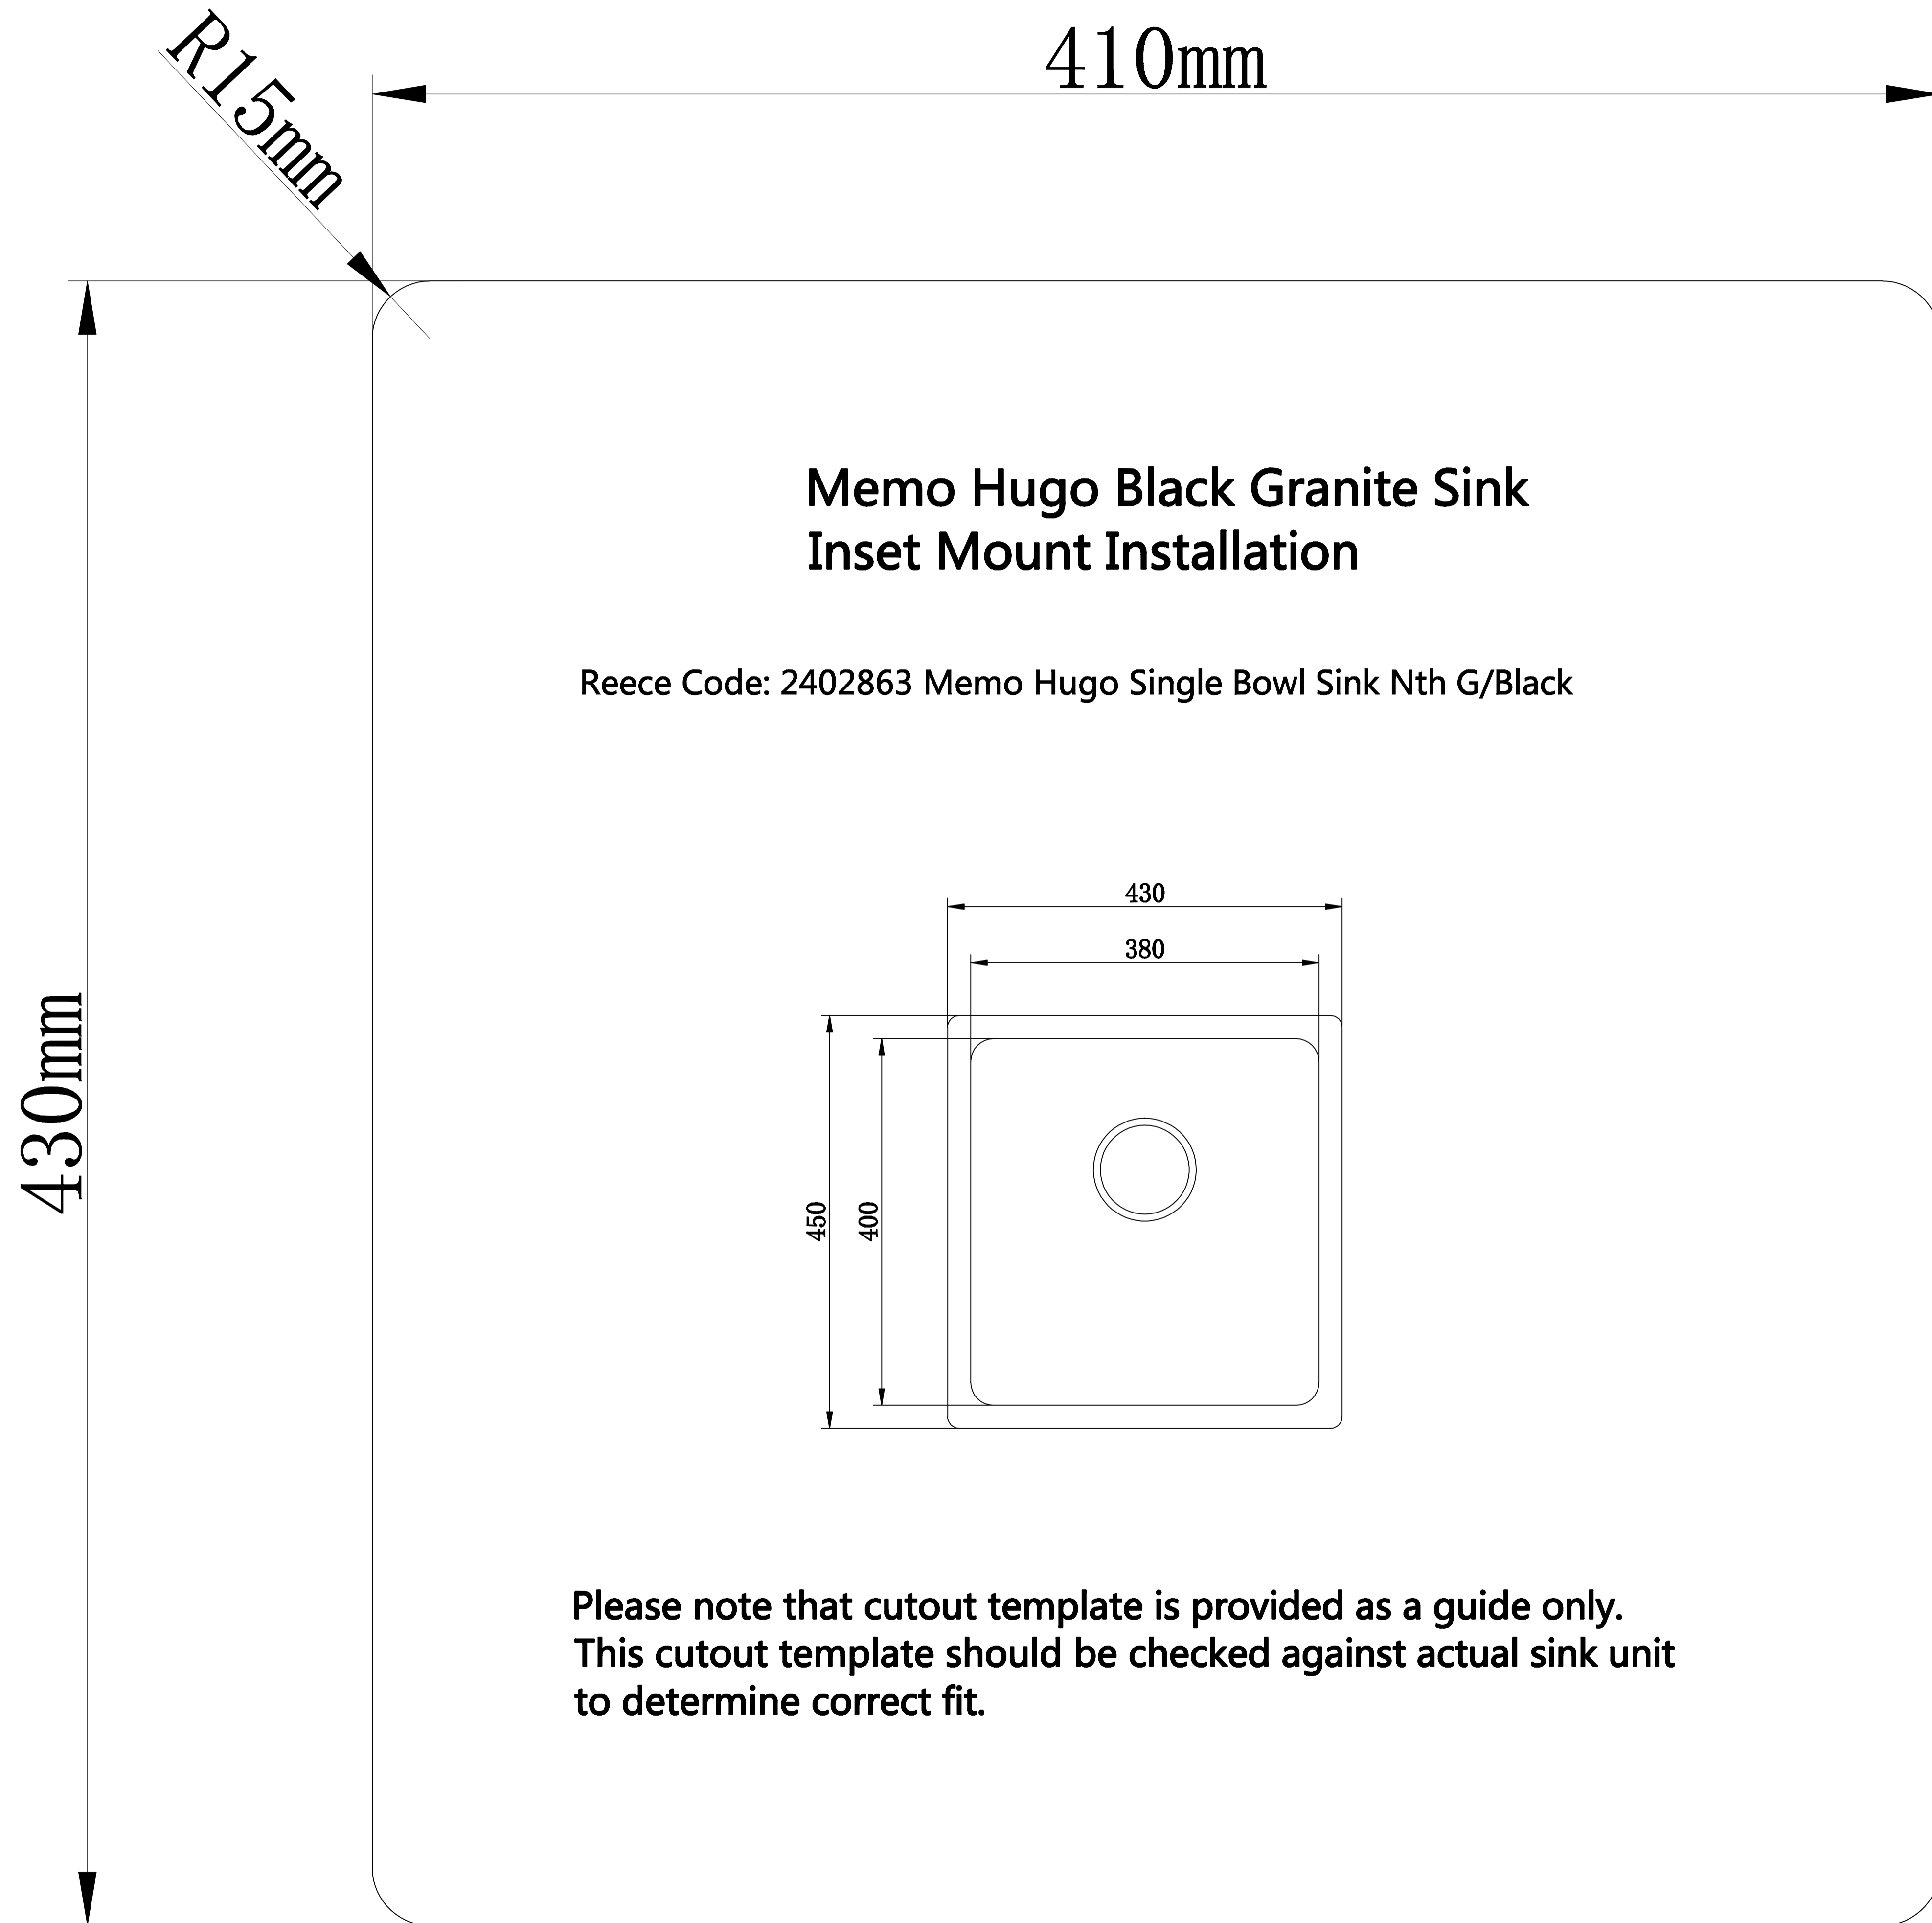 R15mm
410mm
Memo Hugo Black Granite Sink
Inset Mount Installation
Reece Code: 2402863 Memo Hugo Single Bowl Sink Nth G/Black
430
380
430mm
450
400
Please note that cutout template is provided as a guide only.
This cutout template should be checked against actual sink unit
to determine correct fit.